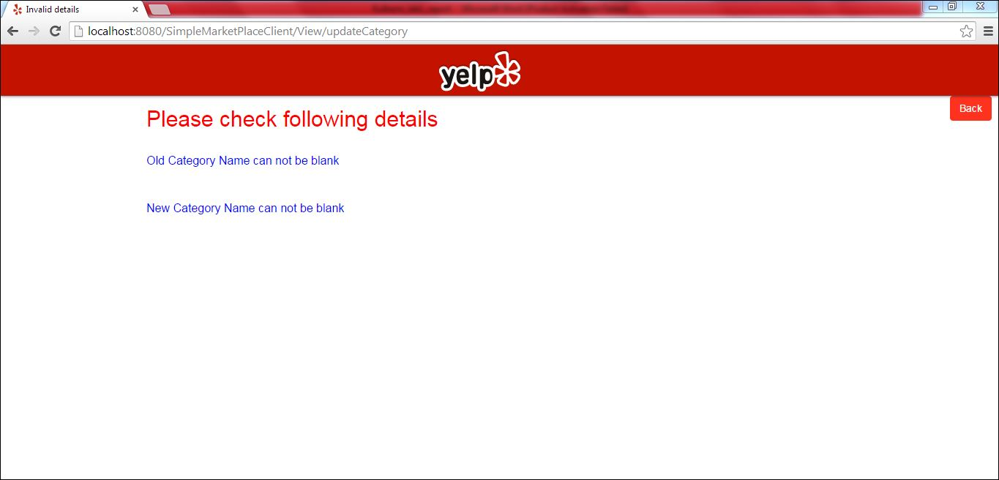 Invalid details
localhost:8080/SimpleMarketPlaceClient/View/updateCategory
yelp
Back
Please check following details
Old Category Name can not be blank
New Category Name can not be blank